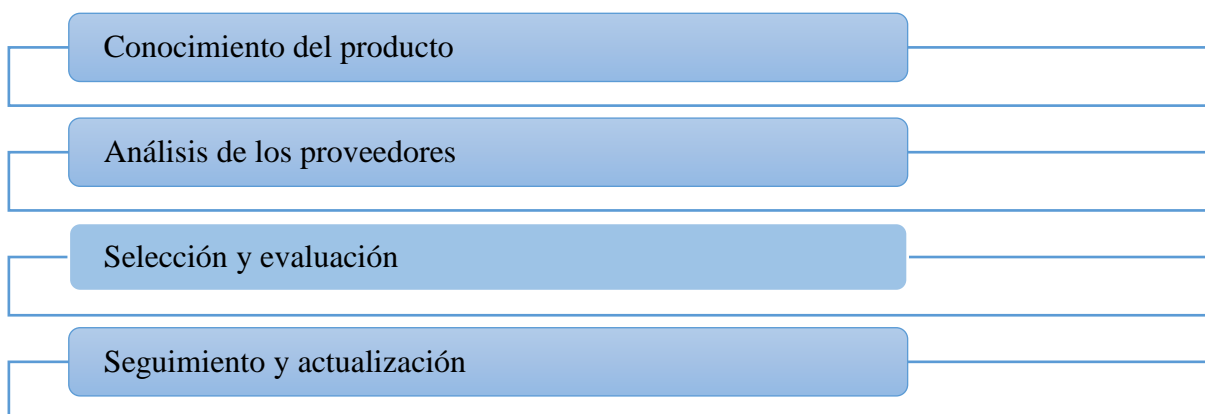 Conocimiento del producto
Análisis de los proveedores
Selección y evaluación
Seguimiento y actualización